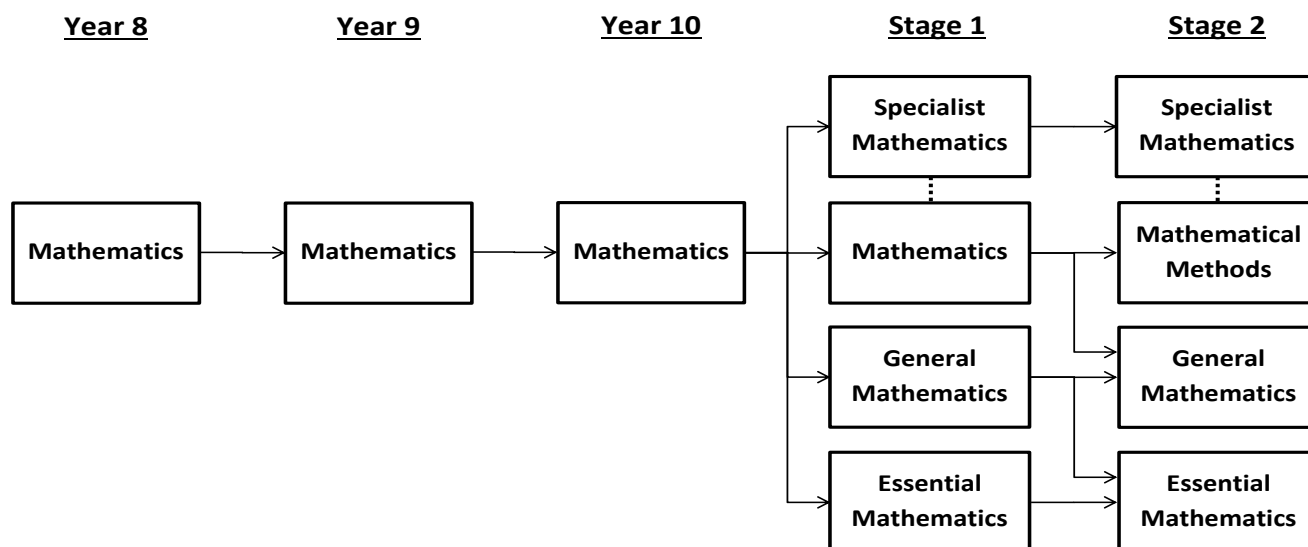 Year 8
Year 9
Year 10
Stage 1
Stage 2
Specialist
Mathematics
Specialist
Mathematics
Mathematics
Mathematics
Mathematics
Mathematics
Mathematical
Methods
General
Mathematics
General
Mathematics
Essential
Mathematics
Essential
Mathematics